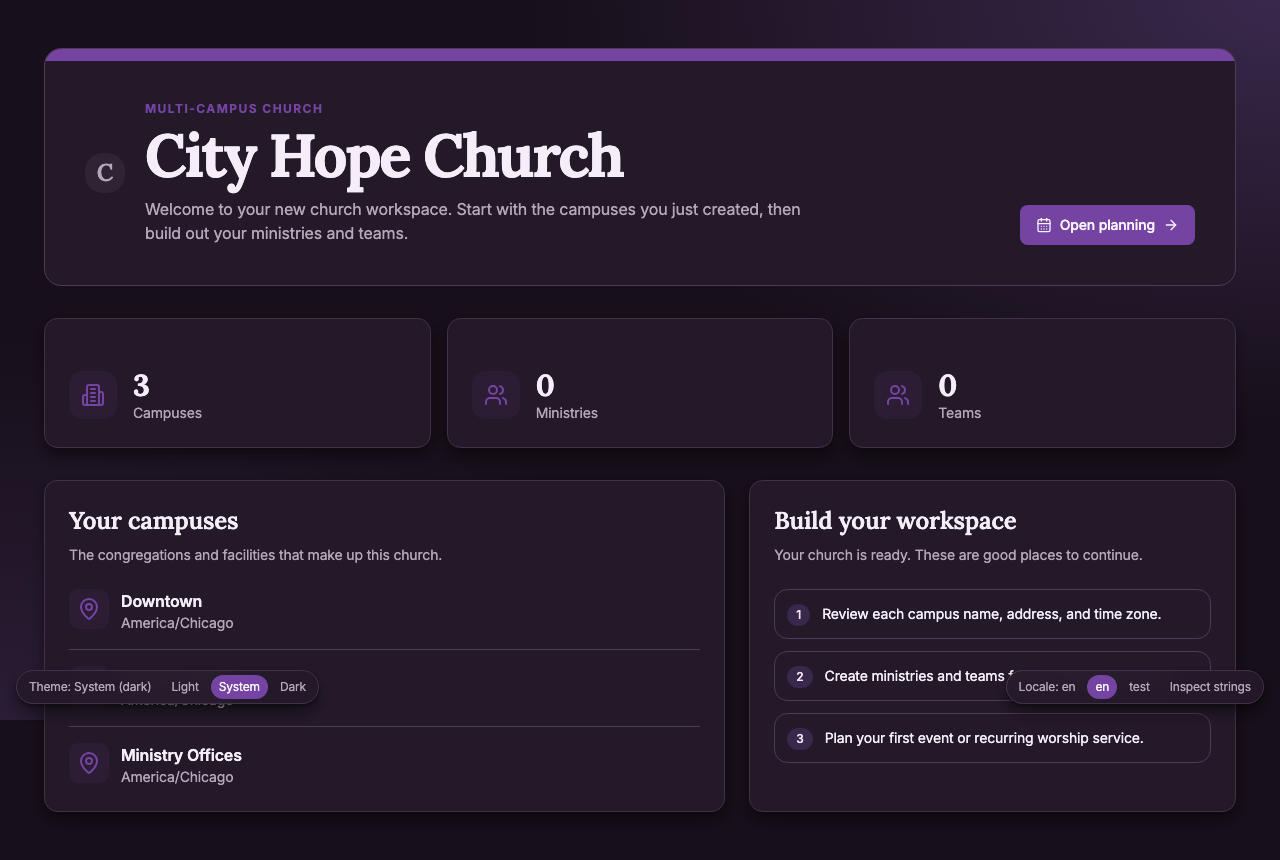 MULTI-CAMPUS CHURCH
C
City Hope Church
Welcome to your new church workspace. Start with the campuses you just created, then
build out your ministries and teams.
Open planning
3
Campuses
0
Ministries
0
Teams
Your campuses
The congregations and facilities that make up this church.
Downtown
America/Chicago
Ministry Offices
America/Chicago
Build your workspace
Your church is ready. These are good places to continue.
1 Review each campus name, address, and time zone.
2 Create ministries and teams
3 Plan your first event or recurring worship service.
Theme: System (dark) Light System Dark
Locale: en en test Inspect strings